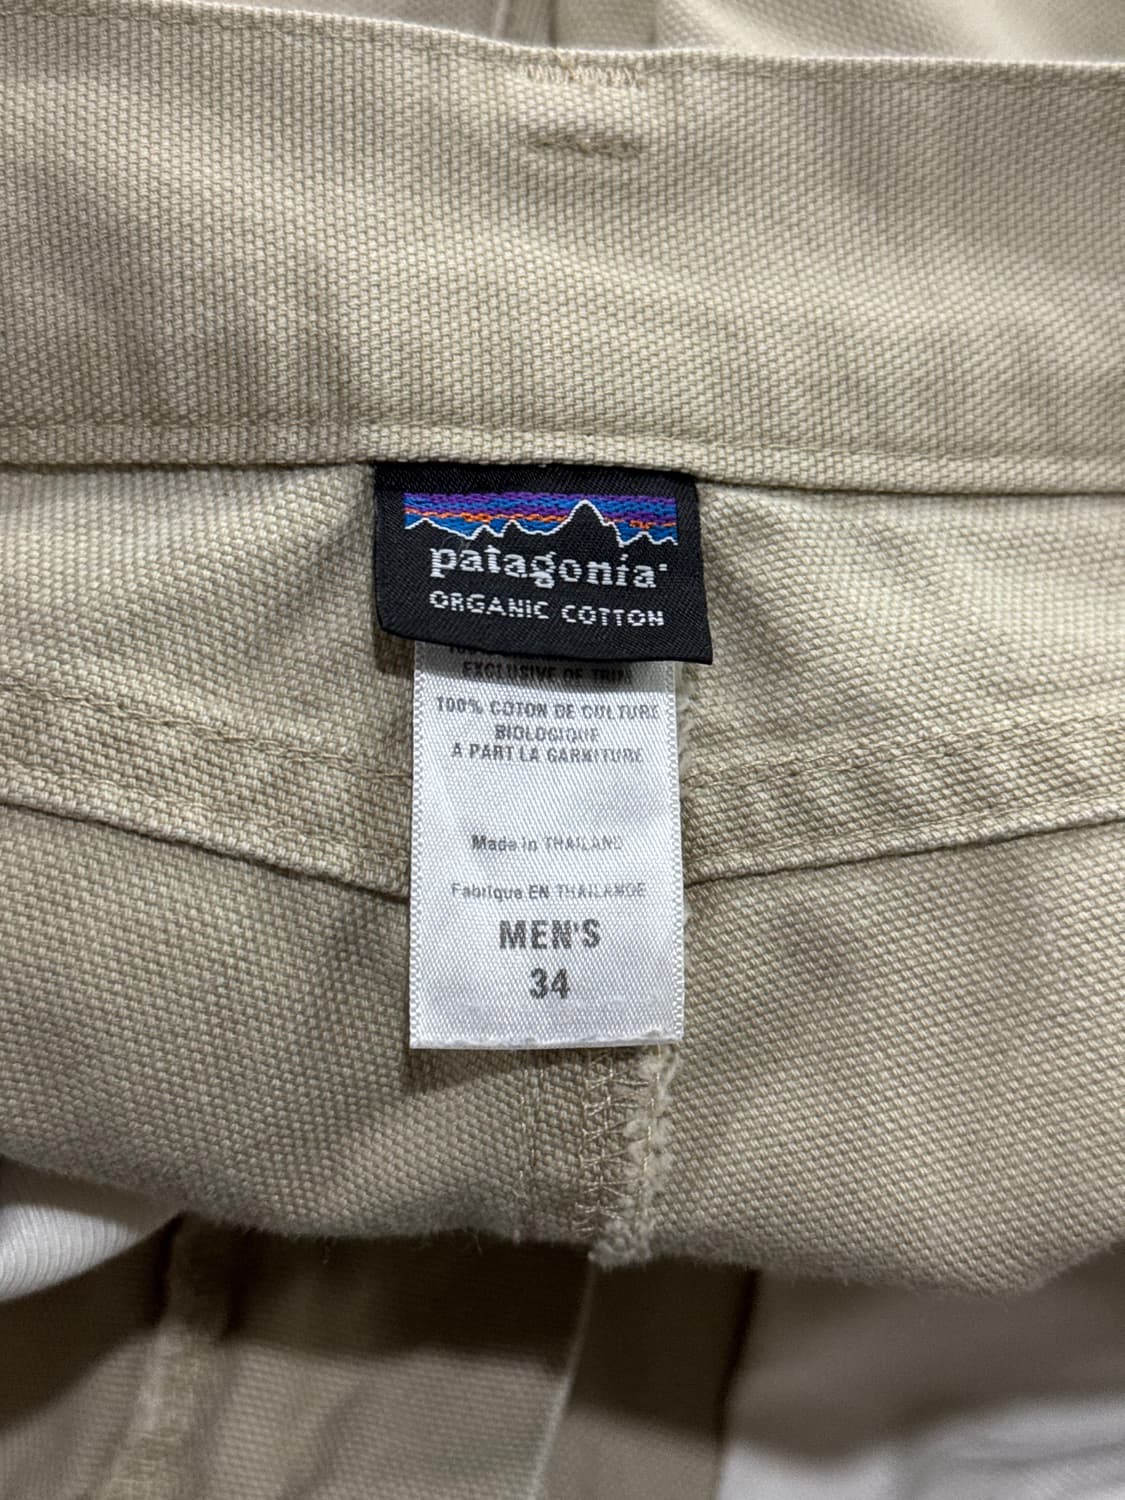 patagonia
ORGANIC COTTON
EXCLUSIVE OF TRIM
100% COTON DE CULTURE
BIOLOGIQUE
A PART LA GARNITURE
Made in THAILAND
Fabrique EN THAILANDE
MEN'S
34